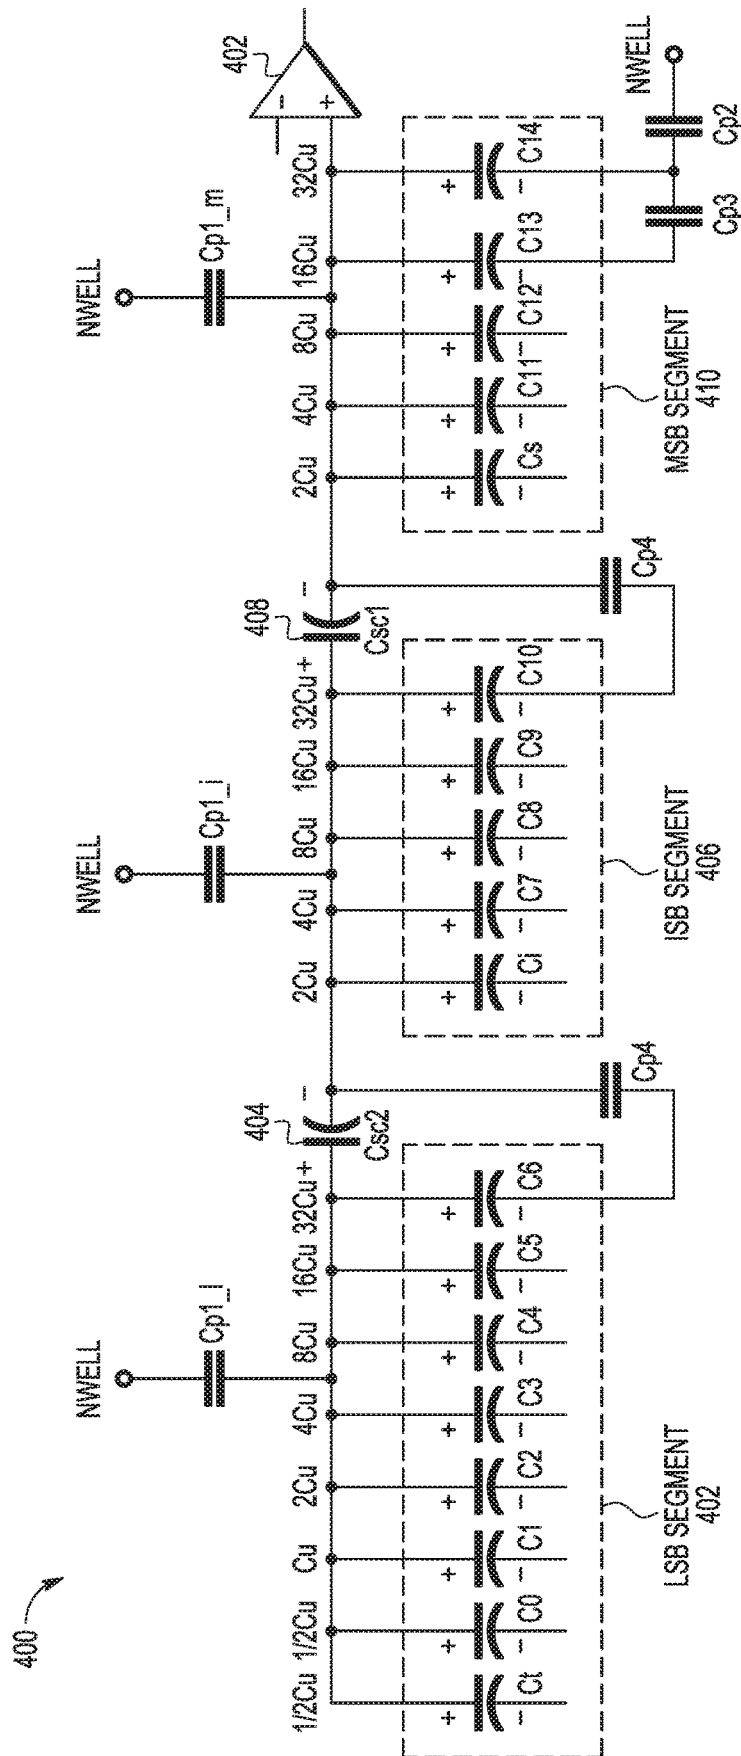 400
NWELL
NWELL
NWELL
Cp1_l
Cp1_i
Cp1_m
402
404
408
1/2Cu 1/2Cu Cu 2Cu 4Cu 8Cu 16Cu 32Cu + - 2Cu 4Cu 8Cu 16Cu 32Cu + - 2Cu 4Cu 8Cu 16Cu 32Cu
- +
Csc2
Csc1
+ + + + + + + + + + + + + + + + + +
- - - - - - - - - - - - - - - - - -
Ct C0 C1 C2 C3 C4 C5 C6 Ci C7 C8 C9 C10 Cs C11 C12 C13 C14
Cp4
Cp4
NWELL
Cp3
Cp2
LSB SEGMENT
402
ISB SEGMENT
406
MSB SEGMENT
410